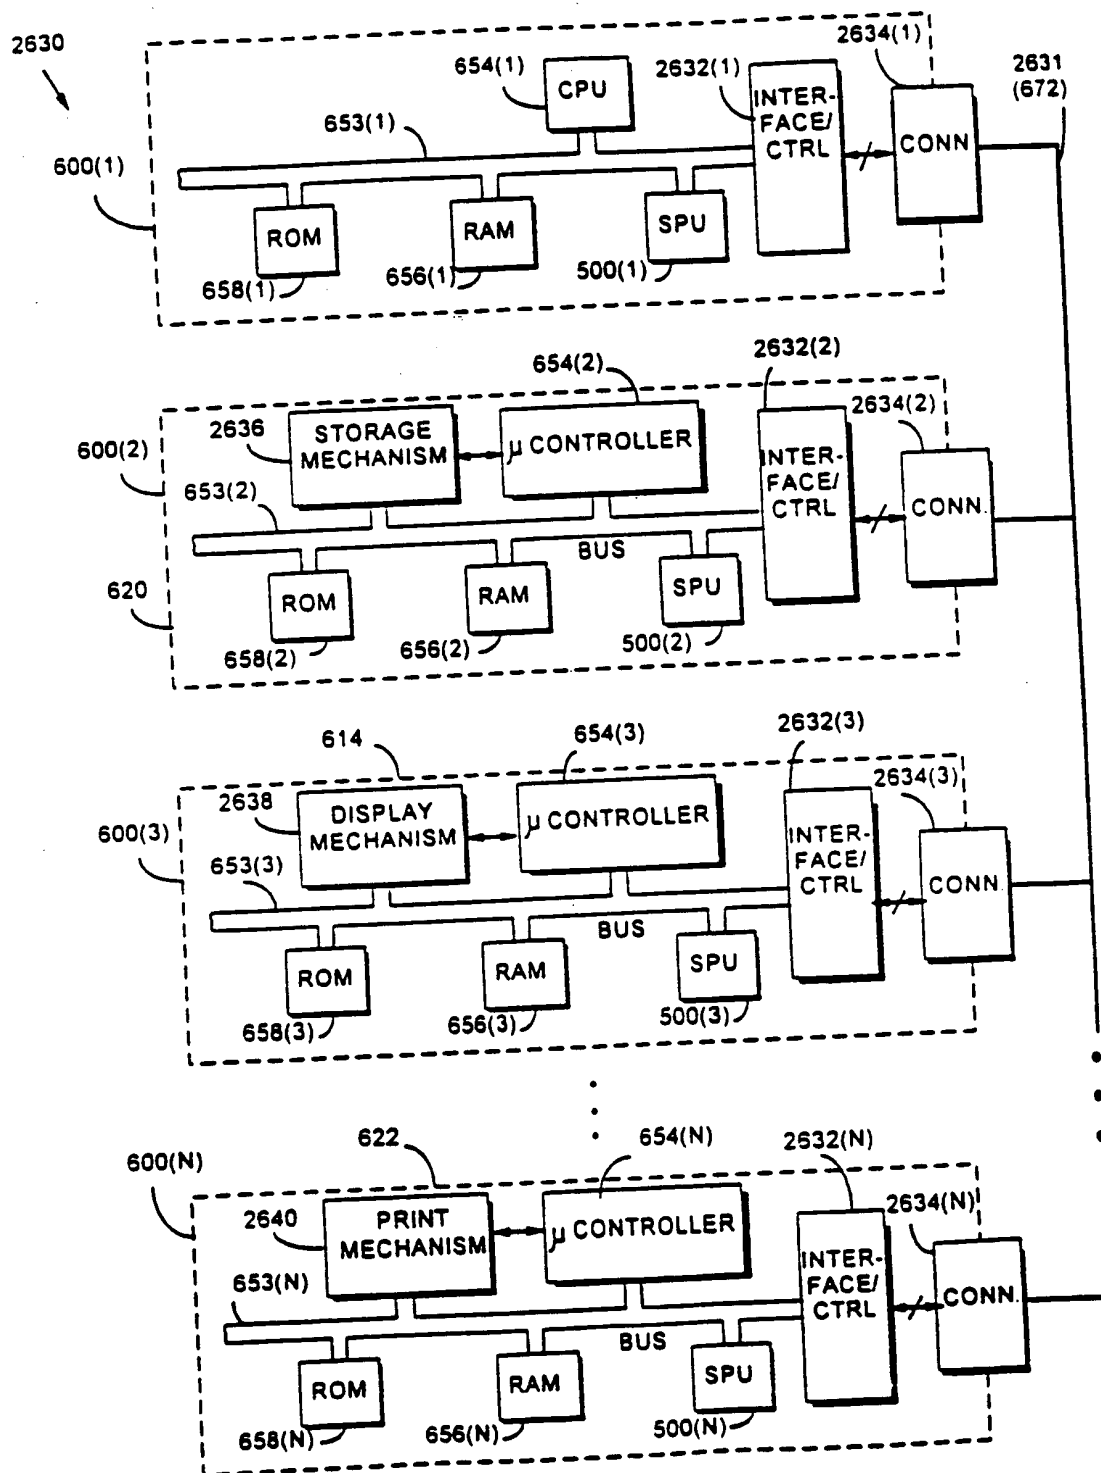 2630
2634(1)
654(1)
2632(1)
2631
(672)
CPU
INTER-
FACE/
CTRL
653(1)
CONN
600(1)
ROM
RAM
SPU
658(1)
656(1)
500(1)
2632(2)
654(2)
2634(2)
2636
STORAGE
MECHANISM
µ CONTROLLER
600(2)
INTER-
FACE/
CTRL
653(2)
CONN.
BUS
620
ROM
RAM
SPU
658(2)
656(2)
500(2)
2632(3)
614
654(3)
2634(3)
2638
DISPLAY
MECHANISM
µ CONTROLLER
600(3)
INTER-
FACE/
CTRL
653(3)
CONN.
BUS
ROM
RAM
SPU
658(3)
656(3)
500(3)
622
654(N)
2632(N)
600(N)
2634(N)
2640
PRINT
MECHANISM
µ CONTROLLER
INTER-
FACE/
CTRL
653(N)
CONN.
BUS
ROM
RAM
SPU
658(N)
656(N)
500(N)